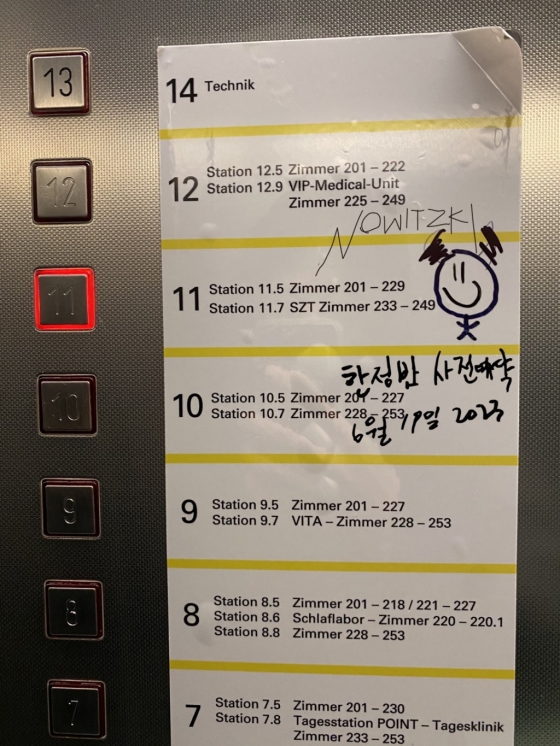 13
14 Technik
12
12 Station 12.5 Zimmer 201 – 222
Station 12.9 VIP-Medical-Unit
Zimmer 225 – 249
NOWITZKI
11
11 Station 11.5 Zimmer 201 – 229
Station 11.7 SZT Zimmer 233 – 249
사전예약
10
10 Station 10.5 Zimmer 201 – 227
Station 10.7 Zimmer 228 – 253
6월 19일 2023
9
9 Station 9.5 Zimmer 201 – 227
Station 9.7 VITA – Zimmer 228 – 253
8
8 Station 8.5 Zimmer 201 – 218 / 221 – 227
Station 8.6 Schlaflabor – Zimmer 220 – 220.1
Station 8.8 Zimmer 228 – 253
7
7 Station 7.5 Zimmer 201 – 230
Station 7.8 Tagesstation POINT – Tagesklinik
Zimmer 233 – 253